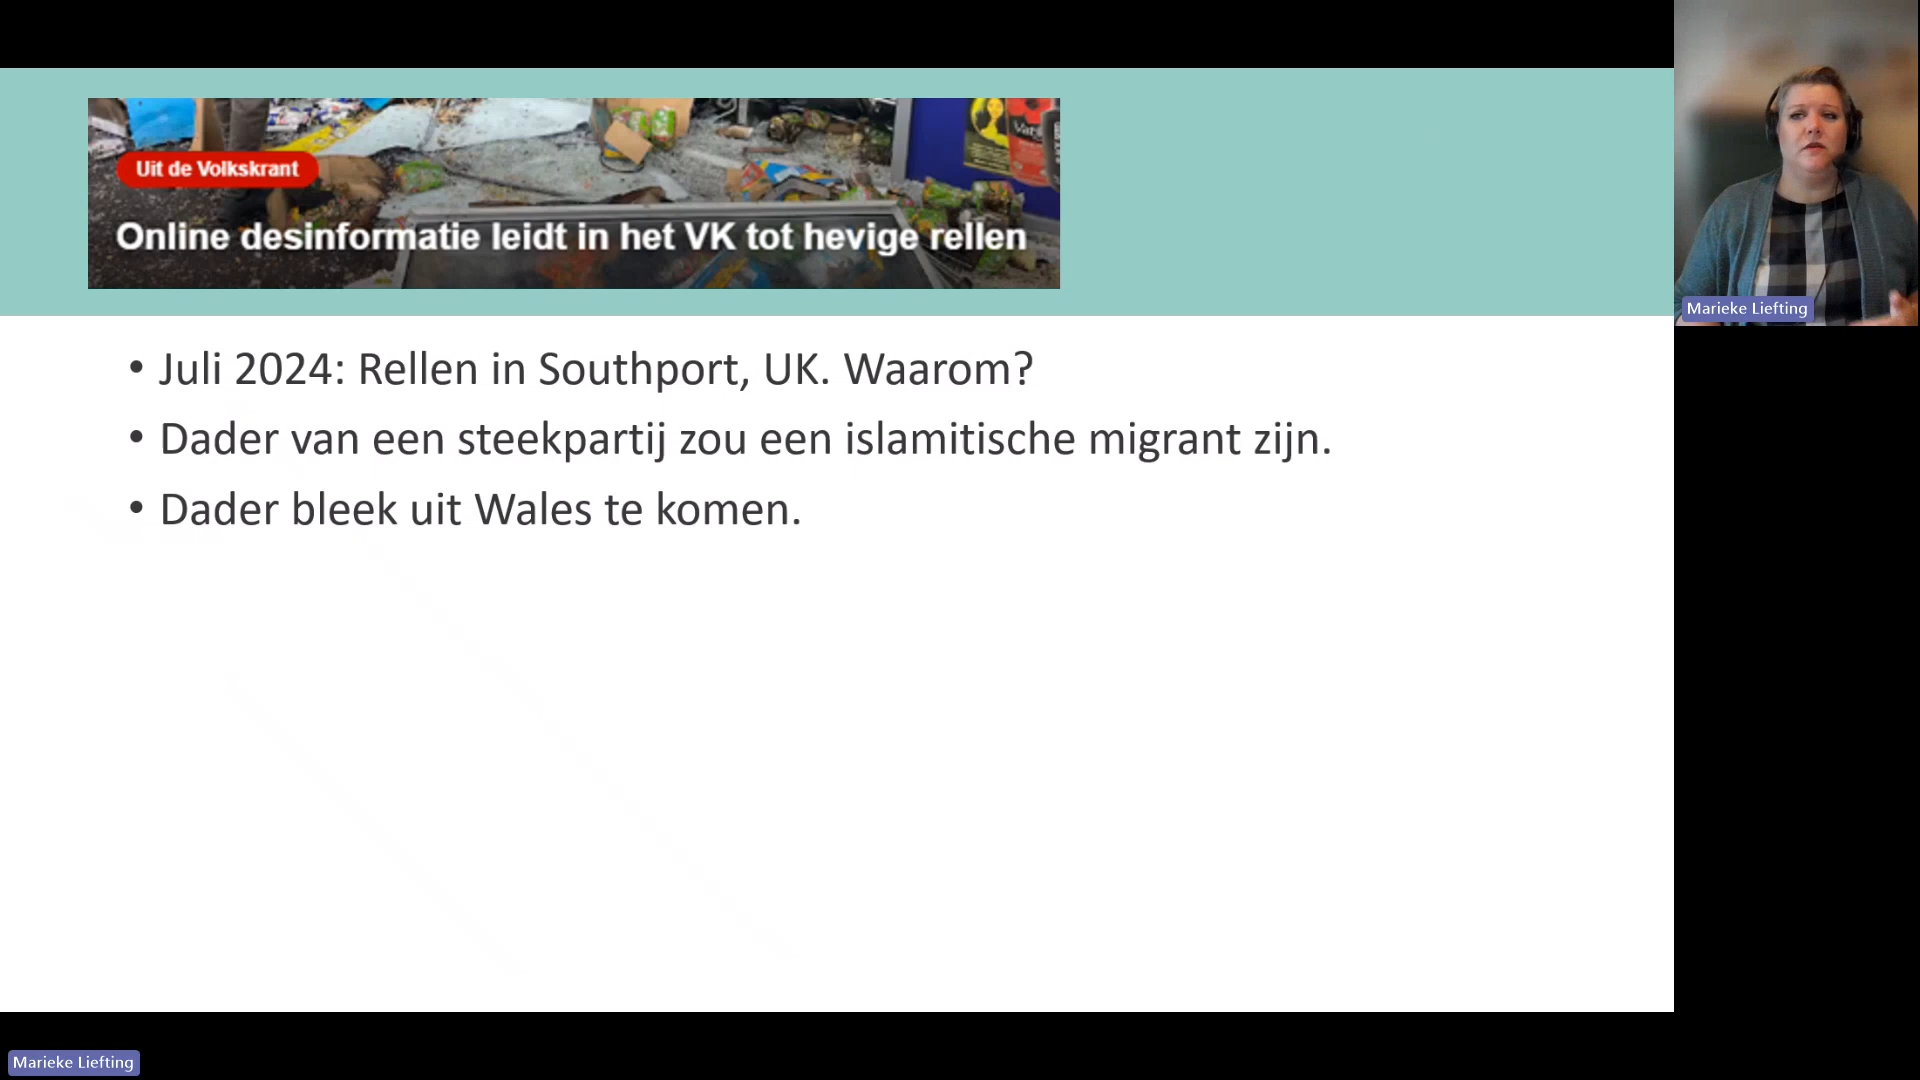 Uit de Volkskrant
Online desinformatie leidt in het VK tot hevige rellen
• Juli 2024: Rellen in Southport, UK. Waarom?
• Dader van een steekpartij zou een islamitische migrant zijn.
• Dader bleek uit Wales te komen.
Marieke Liefting
Marieke Liefting